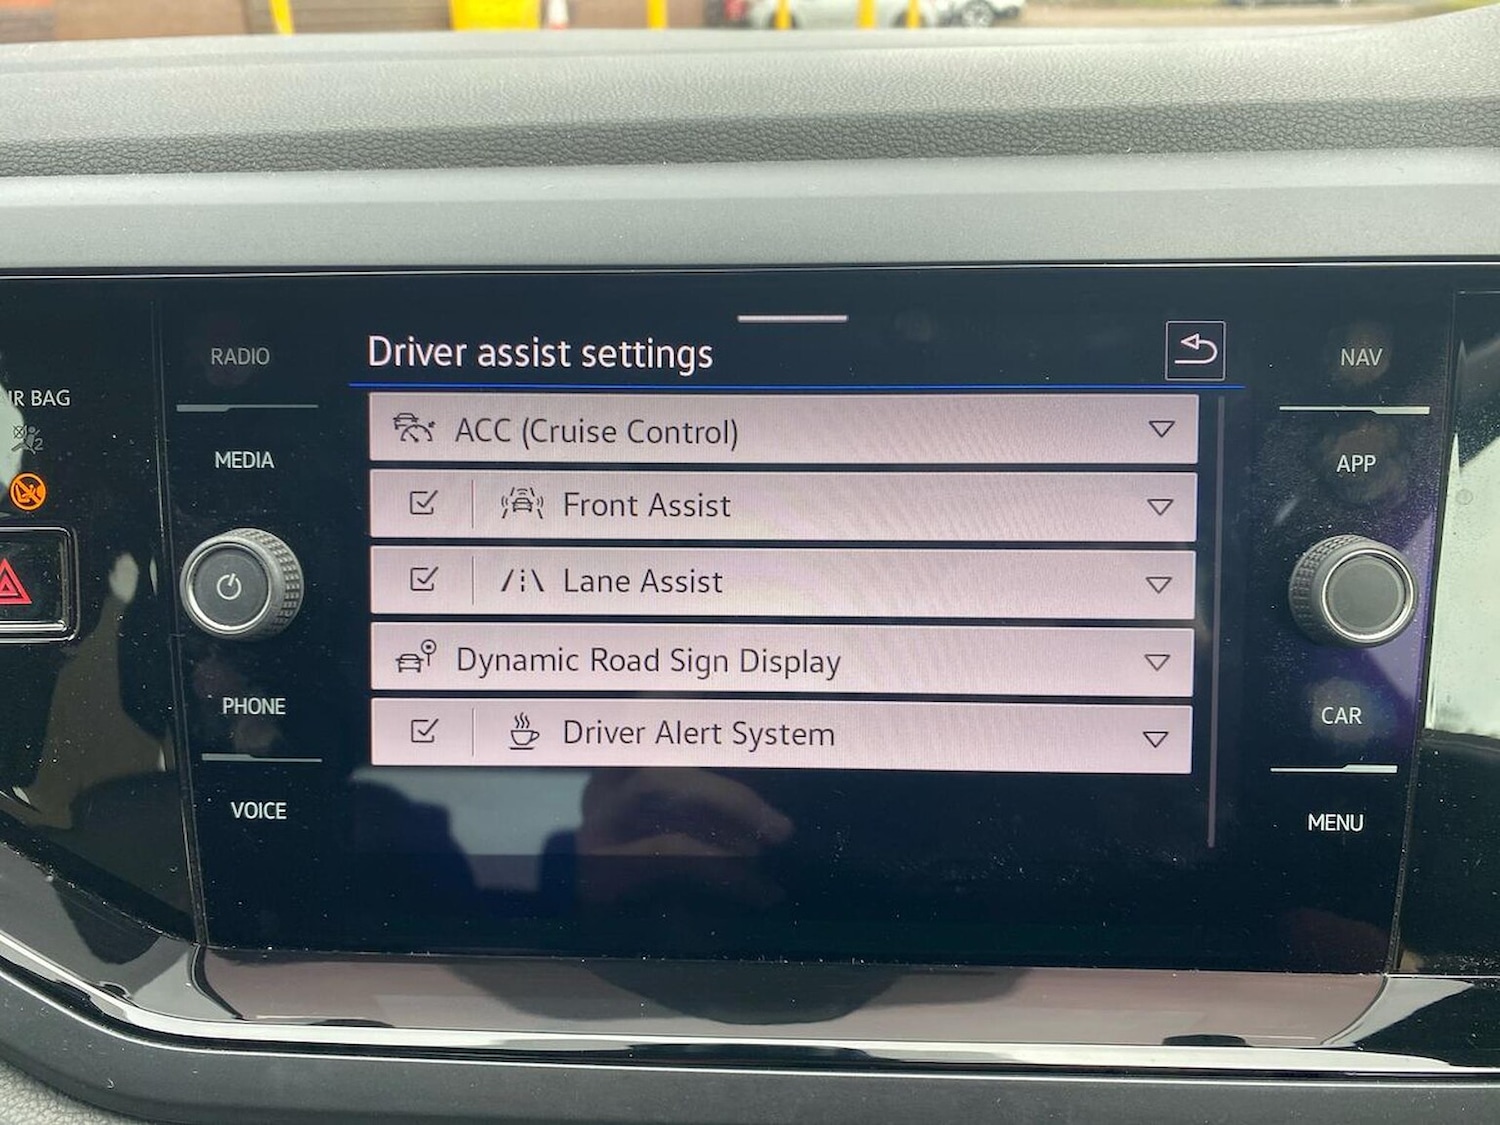 Driver assist settings
ACC (Cruise Control)
Front Assist
Lane Assist
Dynamic Road Sign Display
Driver Alert System
RADIO
MEDIA
PHONE
VOICE
NAV
APP
CAR
MENU
IR BAG